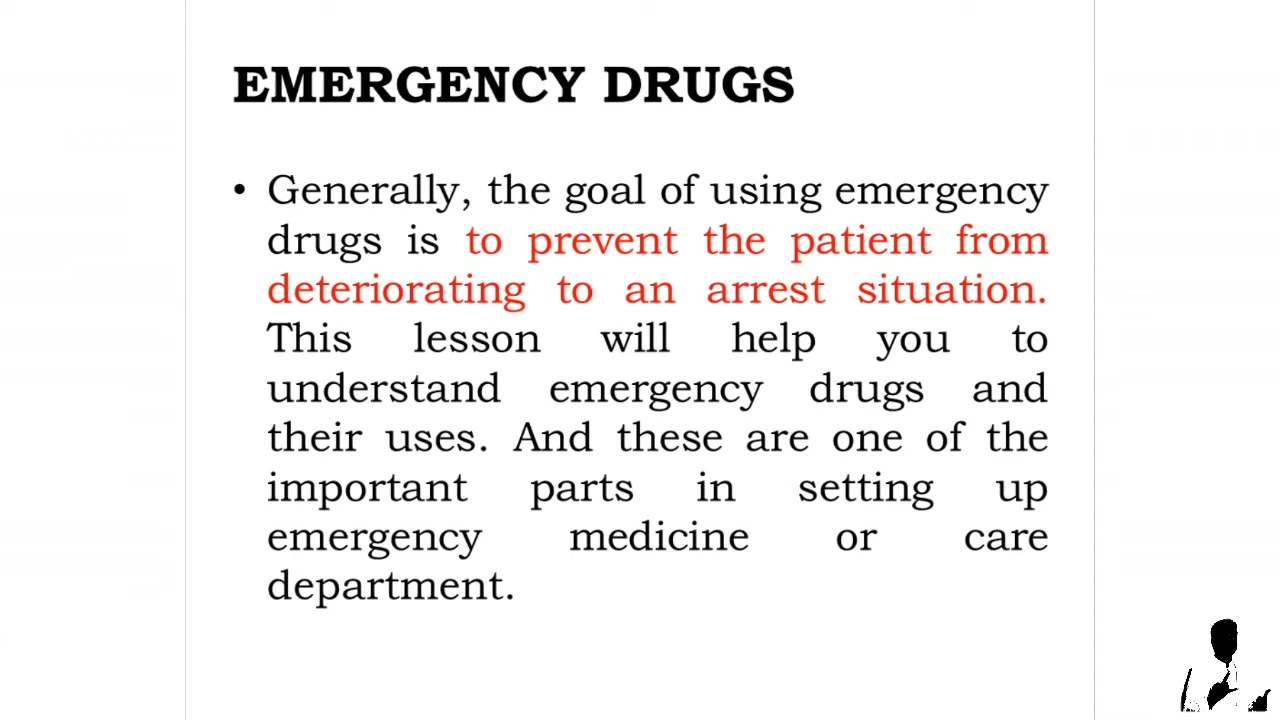 EMERGENCY DRUGS
• Generally, the goal of using emergency
drugs is to prevent the patient from
deteriorating to an arrest situation.
This lesson will help you to
understand emergency drugs and
their uses. And these are one of the
important parts in setting up
emergency medicine or care
department.